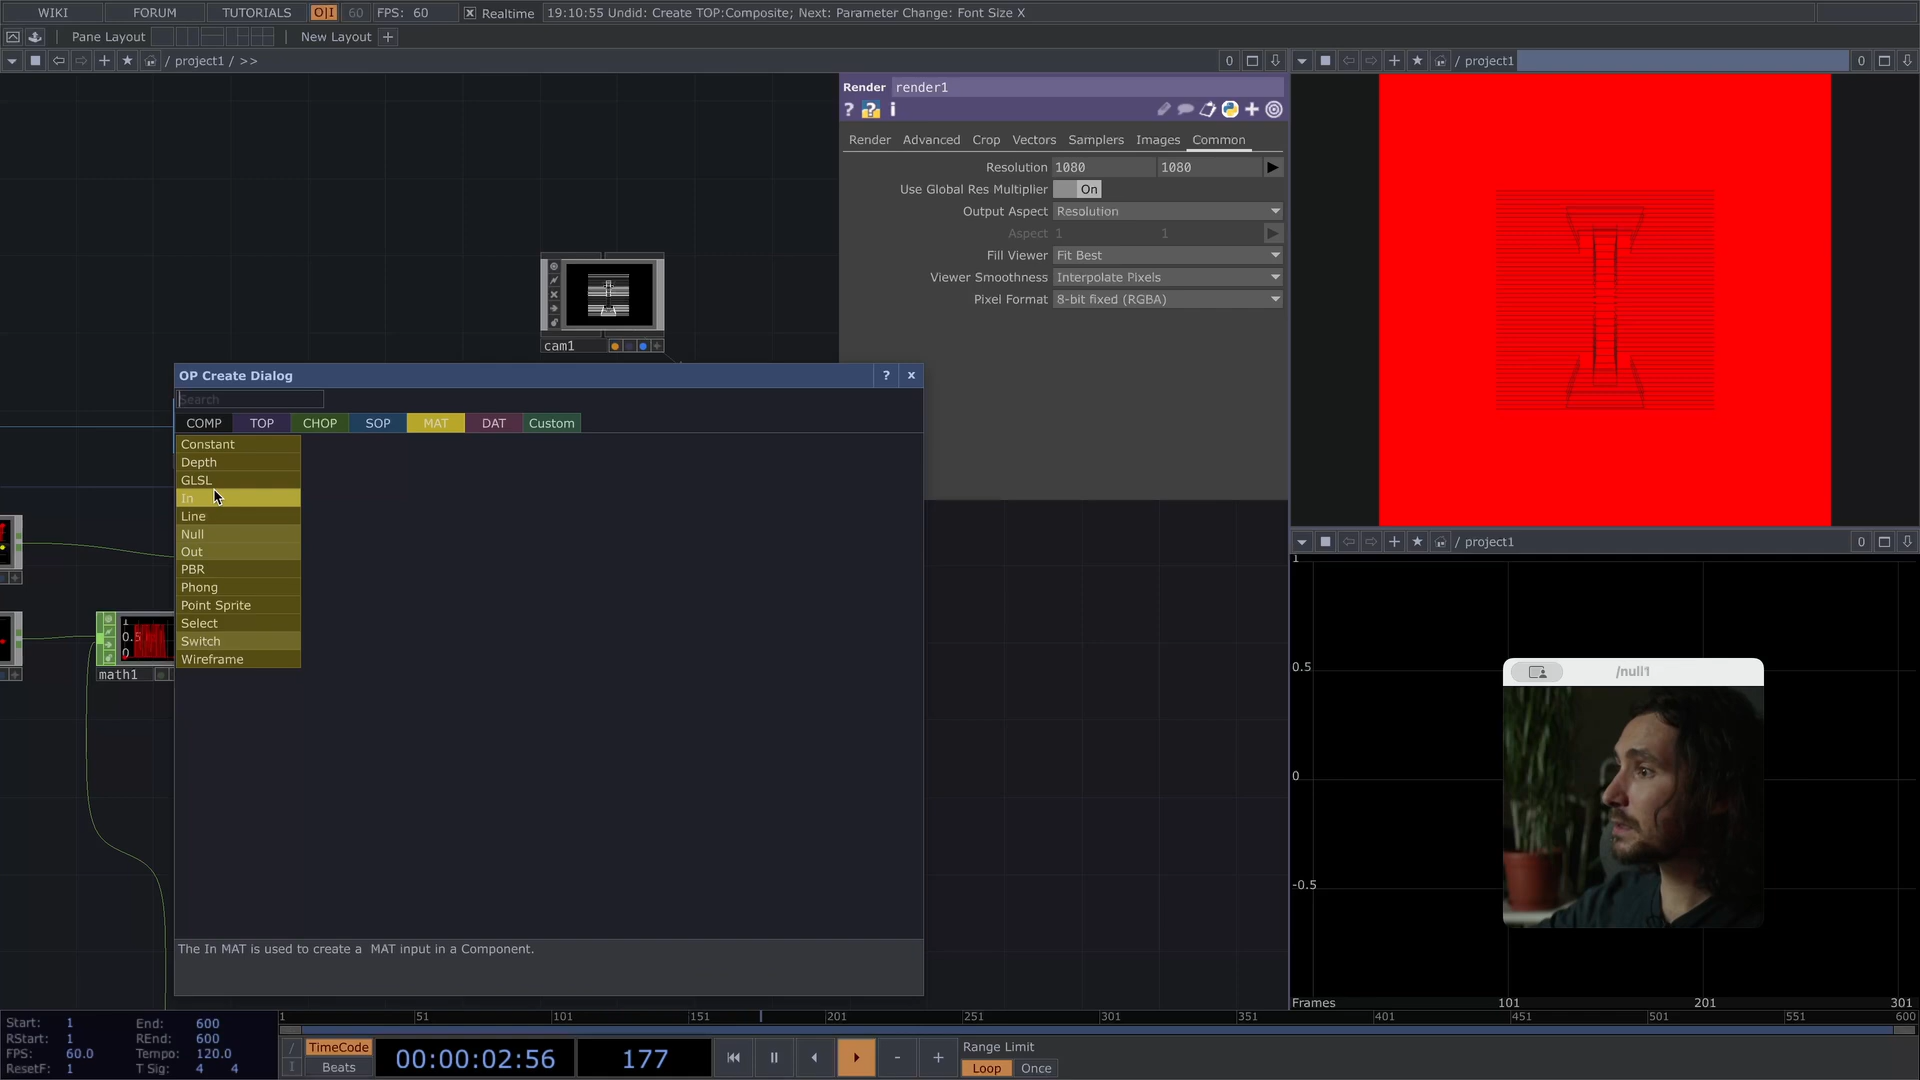 WIKI FORUM TUTORIALS O|I 60 FPS: 60 Realtime 19:10:55 Undid: Create TOP:Composite; Next: Parameter Change: Font Size X
Pane Layout New Layout +
/ project1 / >> 0
/ project1 0
Render render1
? ? i
Render Advanced Crop Vectors Samplers Images Common
Resolution 1080 1080
Use Global Res Multiplier On
Output Aspect Resolution
Aspect 1 1
Fill Viewer Fit Best
Viewer Smoothness Interpolate Pixels
Pixel Format 8-bit fixed (RGBA)
cam1
OP Create Dialog ? x
Search
COMP TOP CHOP SOP MAT DAT Custom
Constant
Depth
GLSL
In
Line
Null
Out
PBR
Phong
Point Sprite
Select
Switch
Wireframe
The In MAT is used to create a MAT input in a Component.
1
0.5
0
math1
/ project1 0
1
0.5
0
-0.5
Frames 101 201 301
/null1
1 51 101 151 201 251 301 351 401 451 501 551 600
Start: 1 End: 600
RStart: 1 REnd: 600
FPS: 60.0 Tempo: 120.0
ResetF: 1 T Sig: 4 4
TimeCode
Beats
00:00:02:56 177
Range Limit
Loop Once